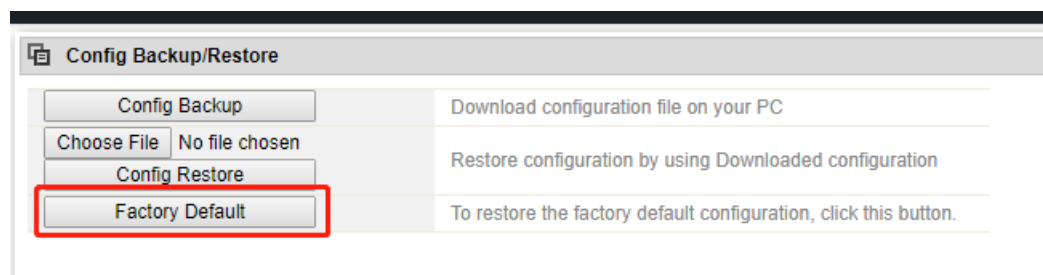 Config Backup/Restore
Config Backup Download configuration file on your PC
Choose File No file chosen
Restore configuration by using Downloaded configuration
Config Restore
Factory Default To restore the factory default configuration, click this button.